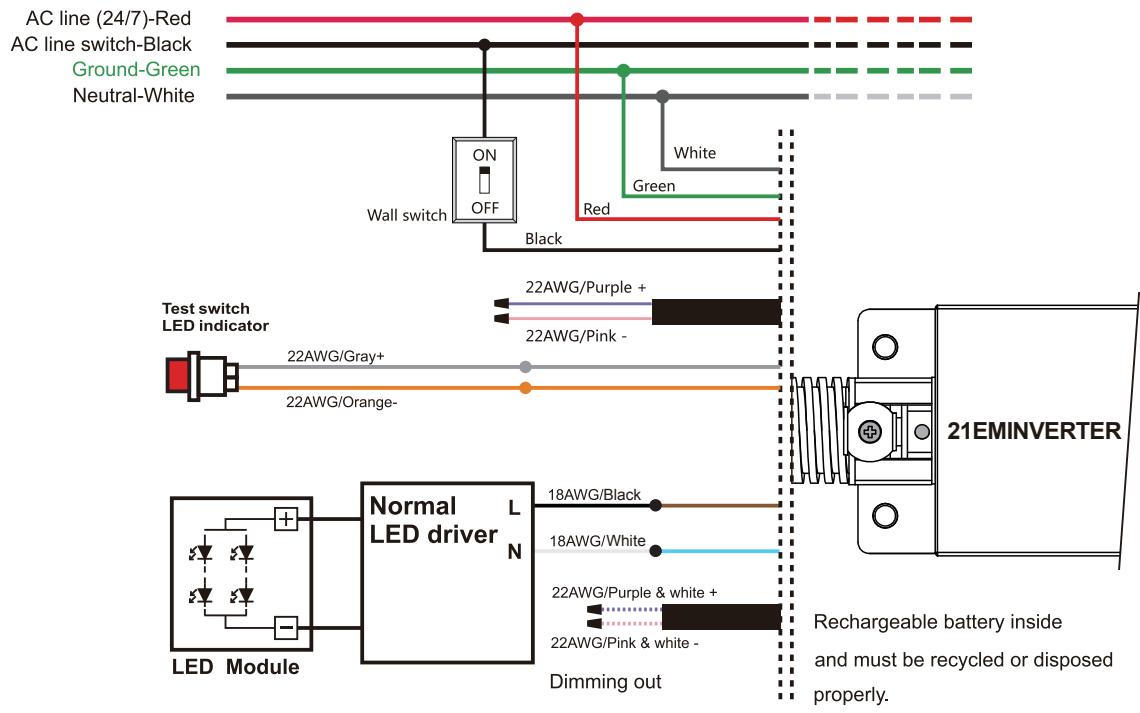 AC line (24/7)-Red
AC line switch-Black
Ground-Green
Neutral-White
ON
OFF
Wall switch
White
Green
Red
Black
22AWG/Purple +
22AWG/Pink -
Test switch
LED indicator
22AWG/Gray+
22AWG/Orange-
21EMINVERTER
Normal
LED driver
L
N
18AWG/Black
18AWG/White
+
-
LED Module
22AWG/Purple & white +
22AWG/Pink & white -
Dimming out
Rechargeable battery inside
and must be recycled or disposed
properly.